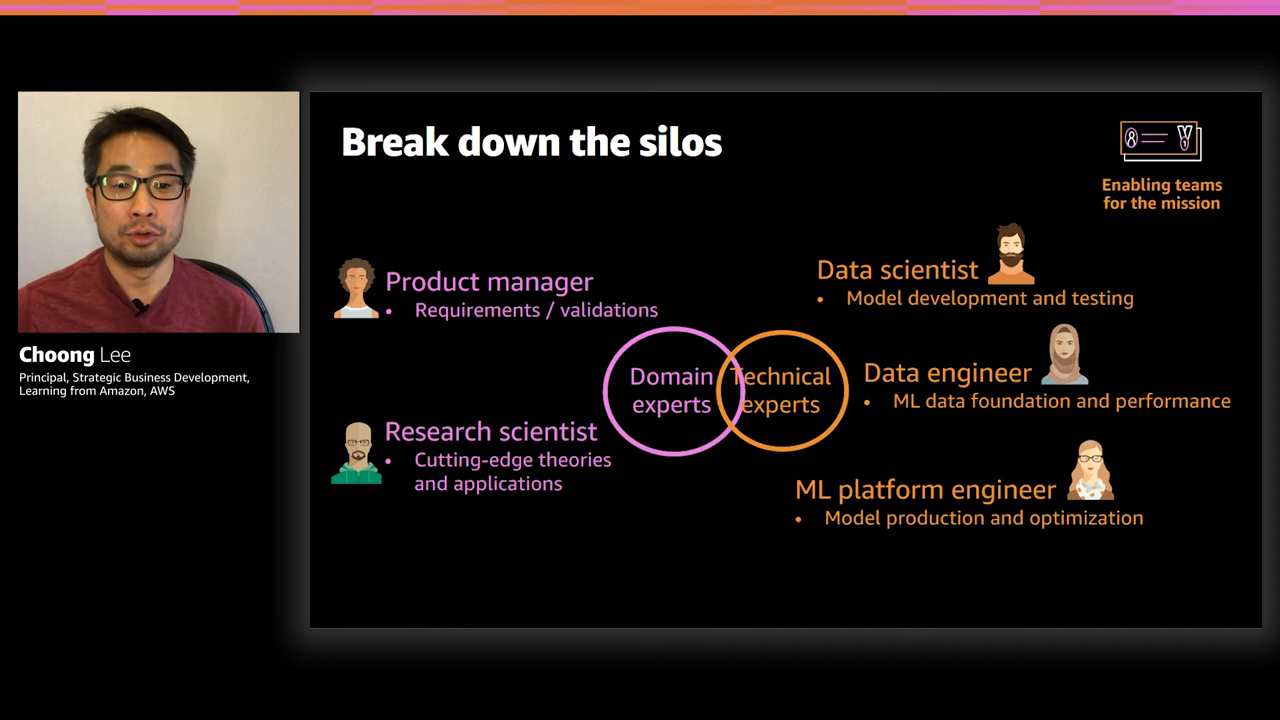 Break down the silos
Enabling teams
for the mission
Product manager
• Requirements / validations
Research scientist
• Cutting-edge theories
and applications
Domain
experts
Technical
experts
Data scientist
• Model development and testing
Data engineer
• ML data foundation and performance
ML platform engineer
• Model production and optimization
Choong Lee
Principal, Strategic Business Development,
Learning from Amazon, AWS